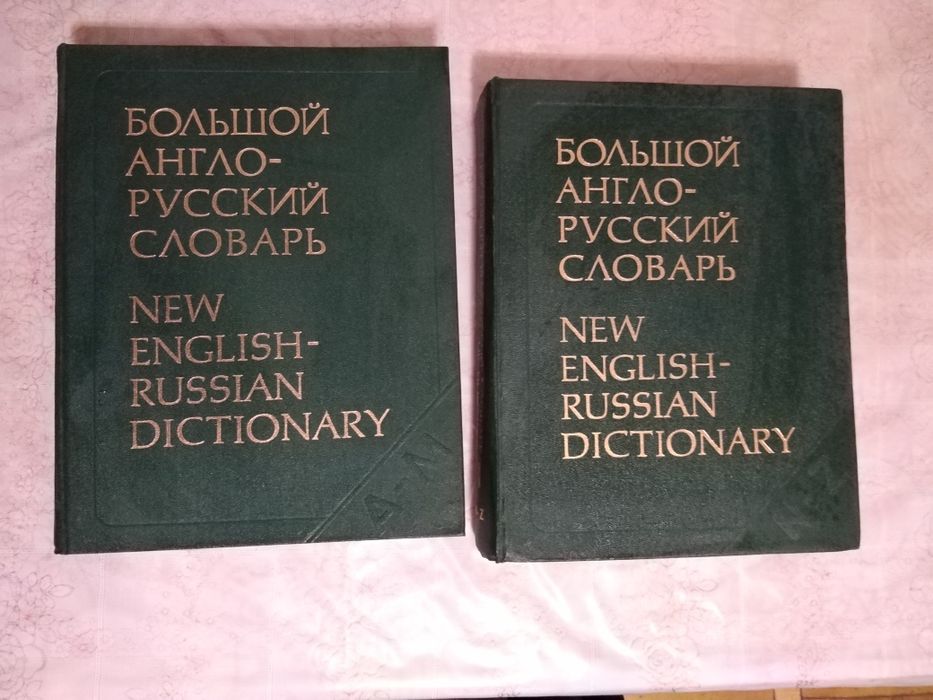 БОЛЬШОЙ
АНГЛО-
РУССКИЙ
СЛОВАРЬ
NEW
ENGLISH-
RUSSIAN
DICTIONARY
A-M
БОЛЬШОЙ
АНГЛО-
РУССКИЙ
СЛОВАРЬ
NEW
ENGLISH-
RUSSIAN
DICTIONARY
N-Z